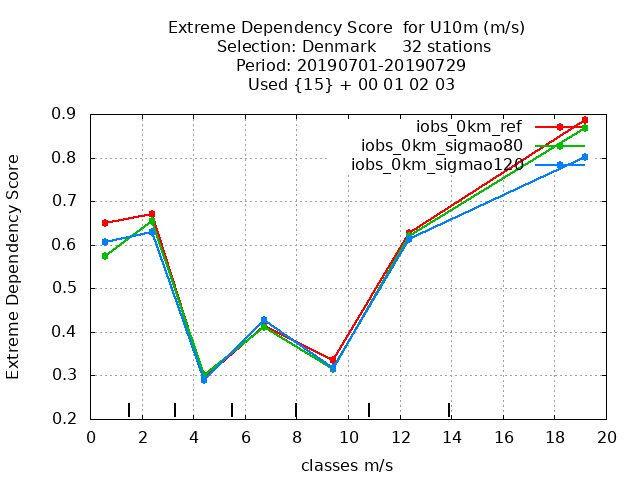 Extreme Dependency Score  for U10m (m/s)
Selection: Denmark     32 stations
Period: 20190701-20190729
Used {15} + 00 01 02 03
iobs_0km_ref
iobs_0km_sigmao80
iobs_0km_sigmao120
Extreme Dependency Score
0.9
0.8
0.7
0.6
0.5
0.4
0.3
0.2
0 2 4 6 8 10 12 14 16 18 20
classes m/s